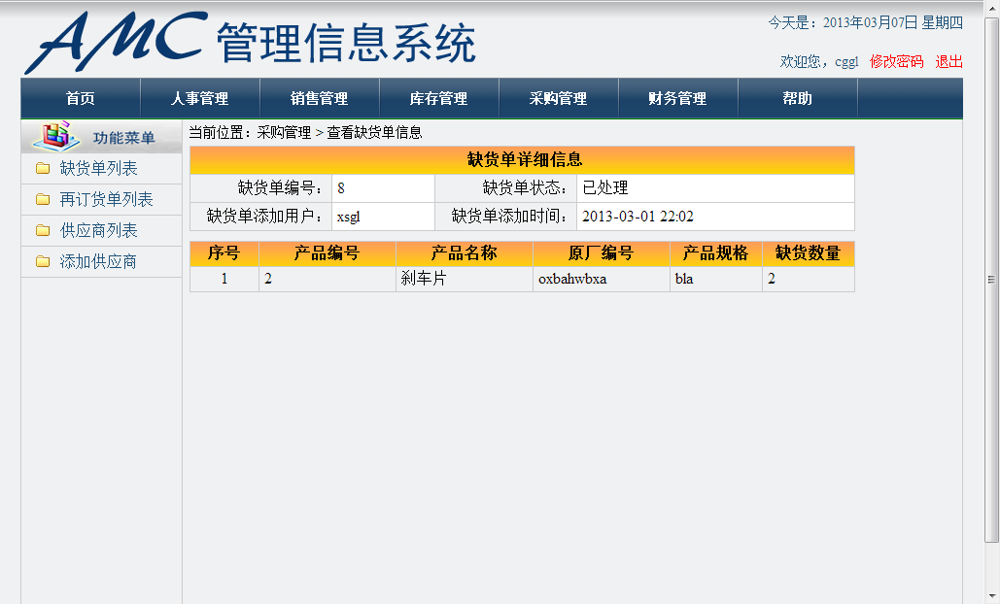 AMC 管理信息系统
今天是：2013年03月07日 星期四
欢迎您，cggl 修改密码 退出
首页 人事管理 销售管理 库存管理 采购管理 财务管理 帮助
功能菜单
缺货单列表
再订货单列表
供应商列表
添加供应商
当前位置：采购管理 > 查看缺货单信息
缺货单详细信息
缺货单编号： 8 缺货单状态： 已处理
缺货单添加用户： xsgl 缺货单添加时间： 2013-03-01 22:02
序号 产品编号 产品名称 原厂编号 产品规格 缺货数量
1 2 刹车片 oxbahwbxa bla 2